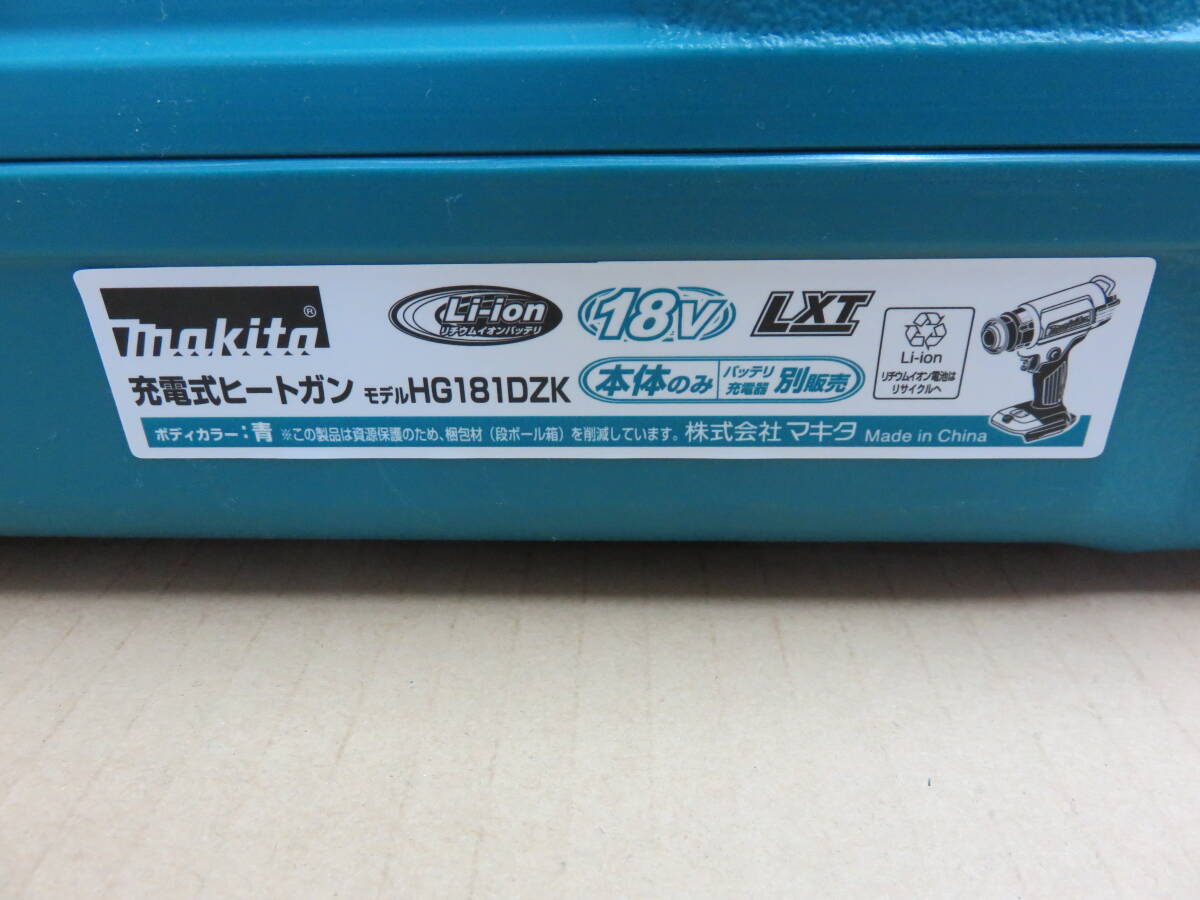 makita®
Li-ion
リチウムイオンバッテリ
18V
LXT
Li-ion
リチウムイオン電池は
リサイクルへ
充電式ヒートガン モデルHG181DZK
本体のみ
バッテリ
充電器
別販売
ボディカラー:青 ※この製品は資源保護のため、梱包材(段ボール箱)を削減しています。株式会社マキタ Made in China